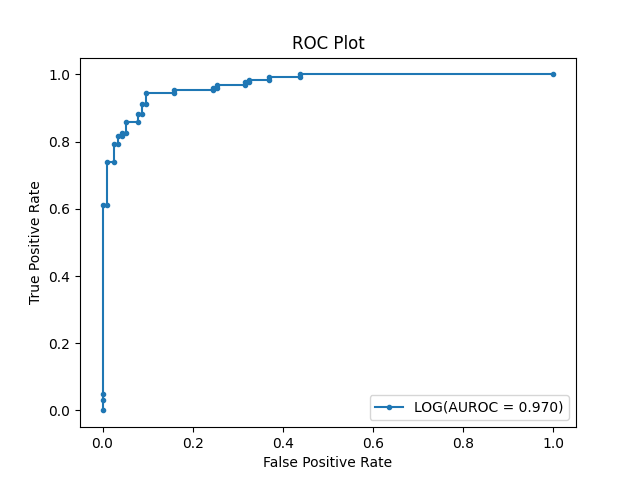 ROC Plot
True Positive Rate
1.0
0.8
0.6
0.4
0.2
0.0
LOG(AUROC = 0.970)
0.0 0.2 0.4 0.6 0.8 1.0
False Positive Rate